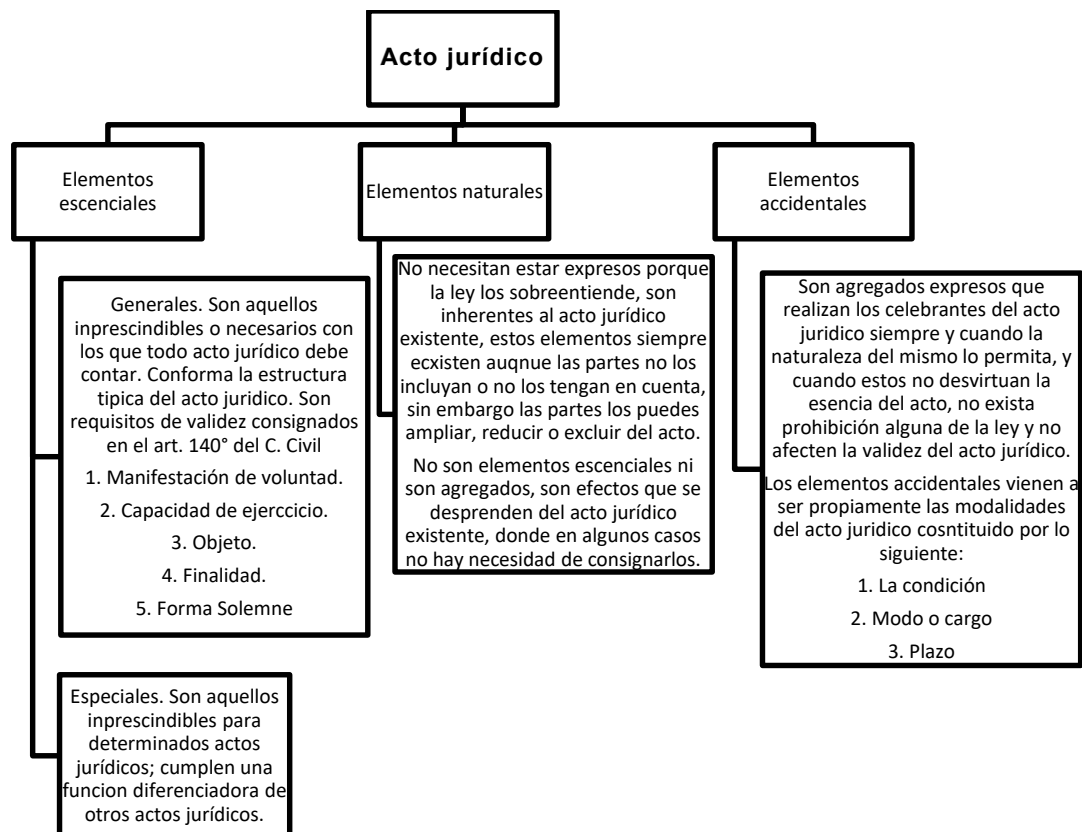 Acto jurídico
Elementos
escenciales
Elementos naturales
Elementos
accidentales
Generales. Son aquellos
inprescindibles o necesarios con
los que todo acto jurídico debe
contar. Conforma la estructura
tipica del acto juridico. Son
requisitos de validez consignados
en el art. 140° del C. Civil
1. Manifestación de voluntad.
2. Capacidad de ejerccicio.
3. Objeto.
4. Finalidad.
5. Forma Solemne
Especiales. Son aquellos
inprescindibles para
determinados actos
jurídicos; cumplen una
funcion diferenciadora de
otros actos jurídicos.
No necesitan estar expresos porque
la ley los sobreentiende, son
inherentes al acto jurídico
existente, estos elementos siempre
ecxisten auqnue las partes no los
incluyan o no los tengan en cuenta,
sin embargo las partes los puedes
ampliar, reducir o excluir del acto.
No son elementos escenciales ni
son agregados, son efectos que se
desprenden del acto jurídico
existente, donde en algunos casos
no hay necesidad de consignarlos.
Son agregados expresos que
realizan los celebrantes del acto
juridico siempre y cuando la
naturaleza del mismo lo permita, y
cuando estos no desvirtuan la
esencia del acto, no exista
prohibición alguna de la ley y no
afecten la validez del acto jurídico.
Los elementos accidentales vienen a
ser propiamente las modalidades
del acto juridico cosntituido por lo
siguiente:
1. La condición
2. Modo o cargo
3. Plazo